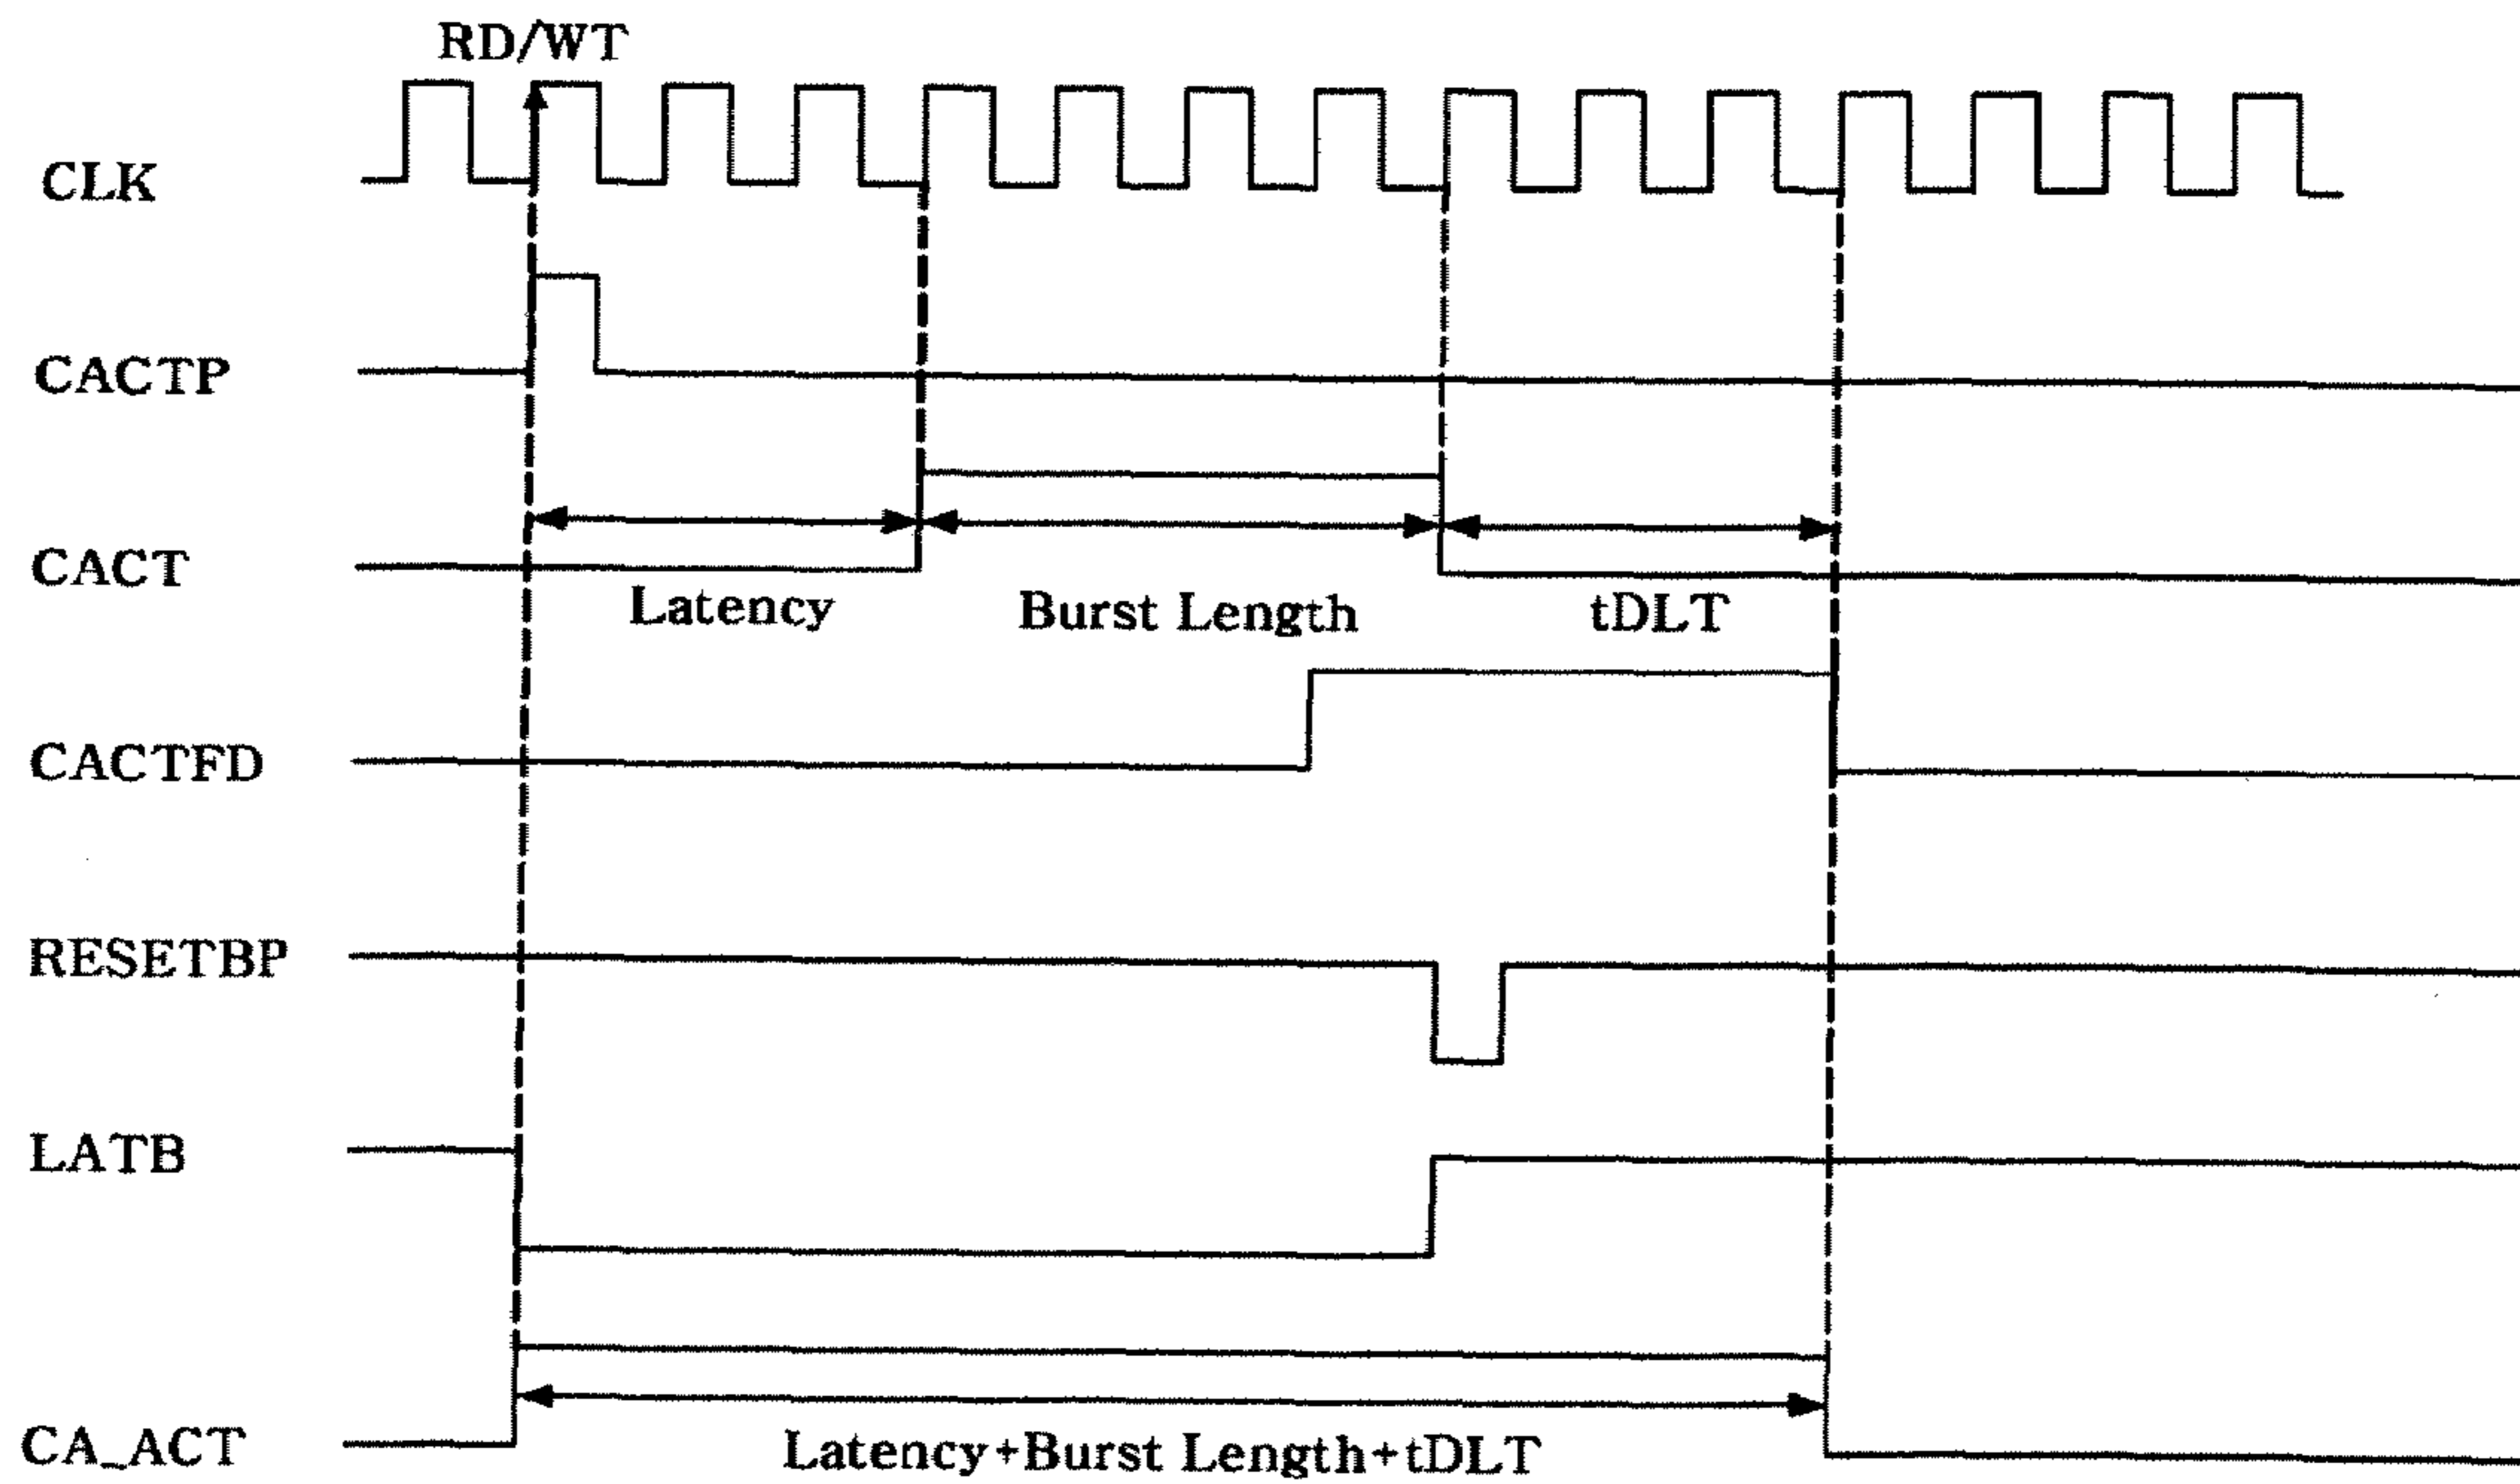 RD/WT
CLK
CACTP
CACT
Latency
Burst Length
tDLT
CACTFD
RESETBP
LATB
CA_ACT
Latency+Burst Length+tDLT